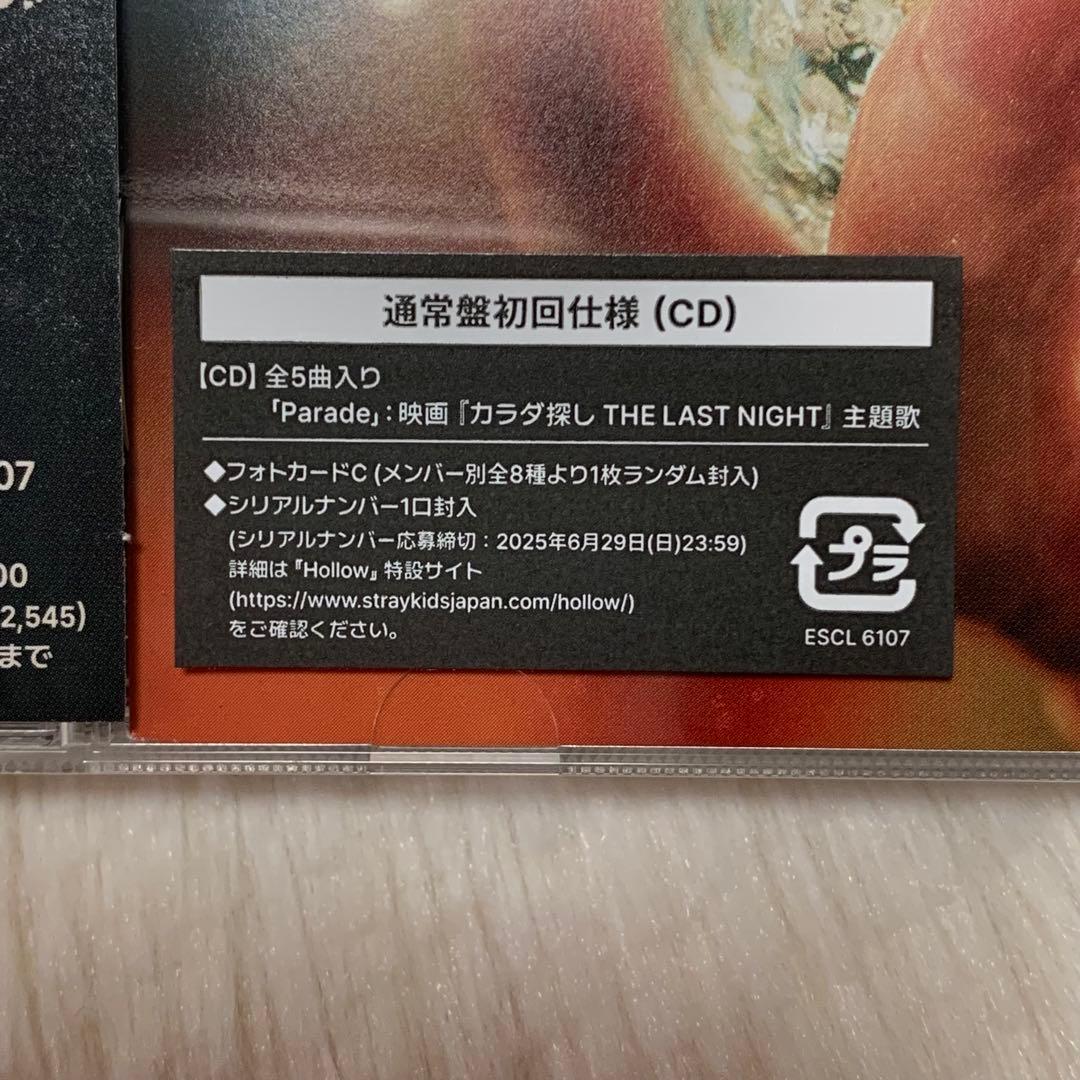 07
00
2,545)
まで
通常盤初回仕様 (CD)
【CD】全5曲入り
「Parade」：映画『カラダ探し THE LAST NIGHT』主題歌
◆フォトカードC (メンバー別全8種より1枚ランダム封入)
◆シリアルナンバー1口封入
(シリアルナンバー応募締切：2025年6月29日(日)23:59)
詳細は『Hollow』特設サイト
(https://www.straykidsjapan.com/hollow/)
をご確認ください。
プラ
ESCL 6107